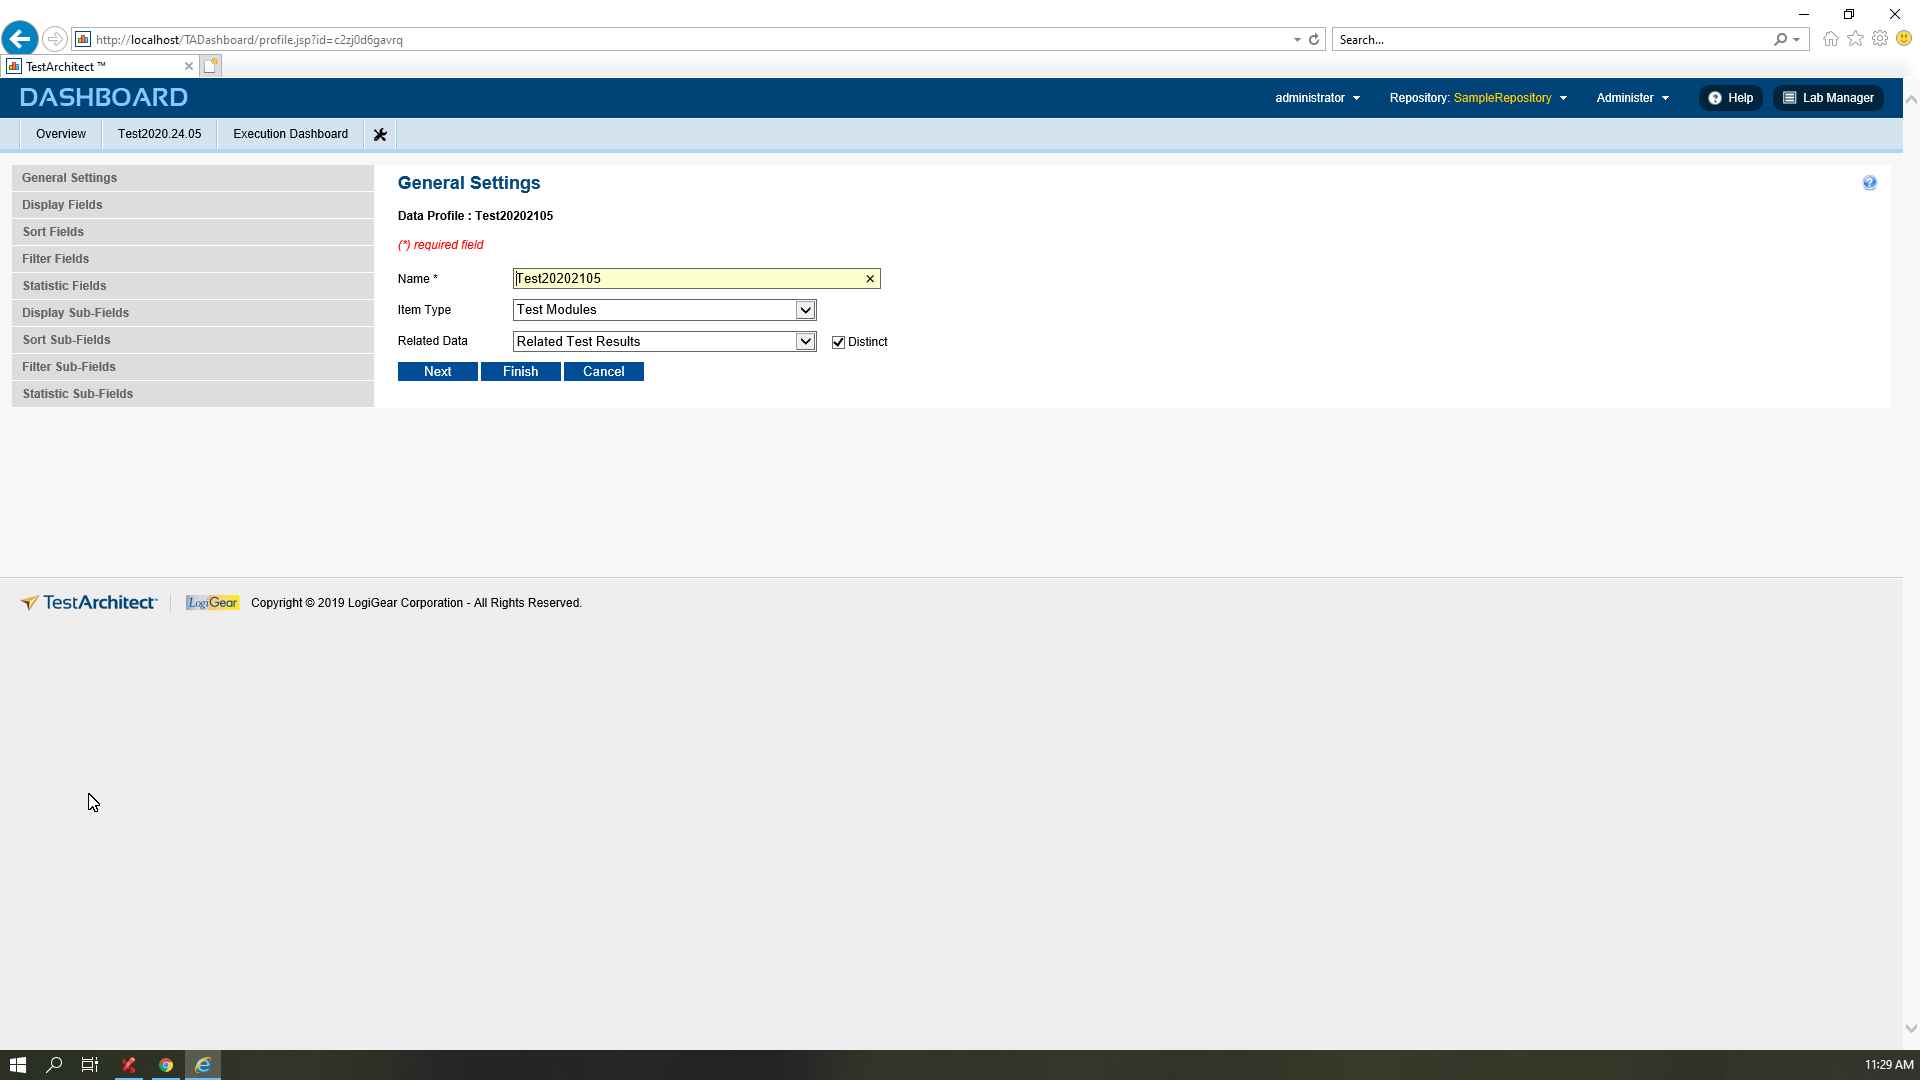 http://localhost/TADashboard/profile.jsp?id=c2zj0d6gavrq
Search...
TestArchitect ™
DASHBOARD
administrator
Repository: SampleRepository
Administer
Help
Lab Manager
Overview
Test2020.24.05
Execution Dashboard
General Settings
Display Fields
Sort Fields
Filter Fields
Statistic Fields
Display Sub-Fields
Sort Sub-Fields
Filter Sub-Fields
Statistic Sub-Fields
General Settings
Data Profile : Test20202105
(*) required field
Name *
Test20202105
Item Type
Test Modules
Related Data
Related Test Results
Distinct
Next
Finish
Cancel
TestArchitect™
LogiGear
Copyright © 2019 LogiGear Corporation - All Rights Reserved.
11:29 AM